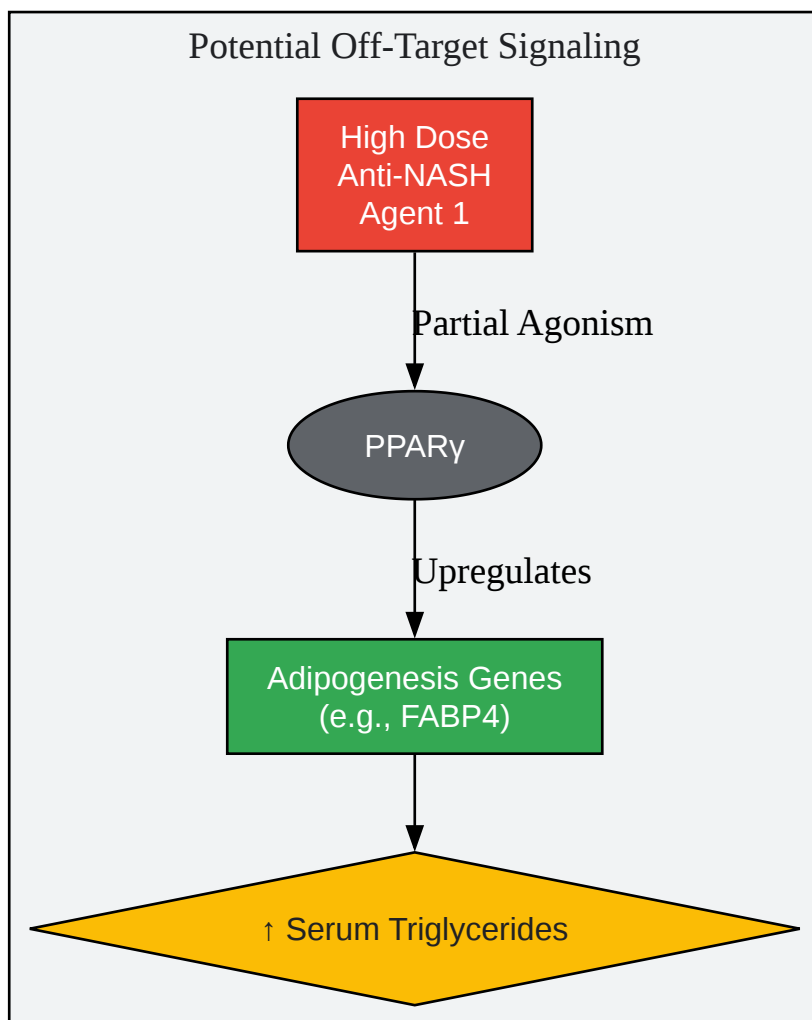 Potential Off-Target Signaling
High Dose
Anti-NASH
Agent 1
Partial Agonism
PPARγ
Upregulates
Adipogenesis Genes
(e.g., FABP4)
↑ Serum Triglycerides